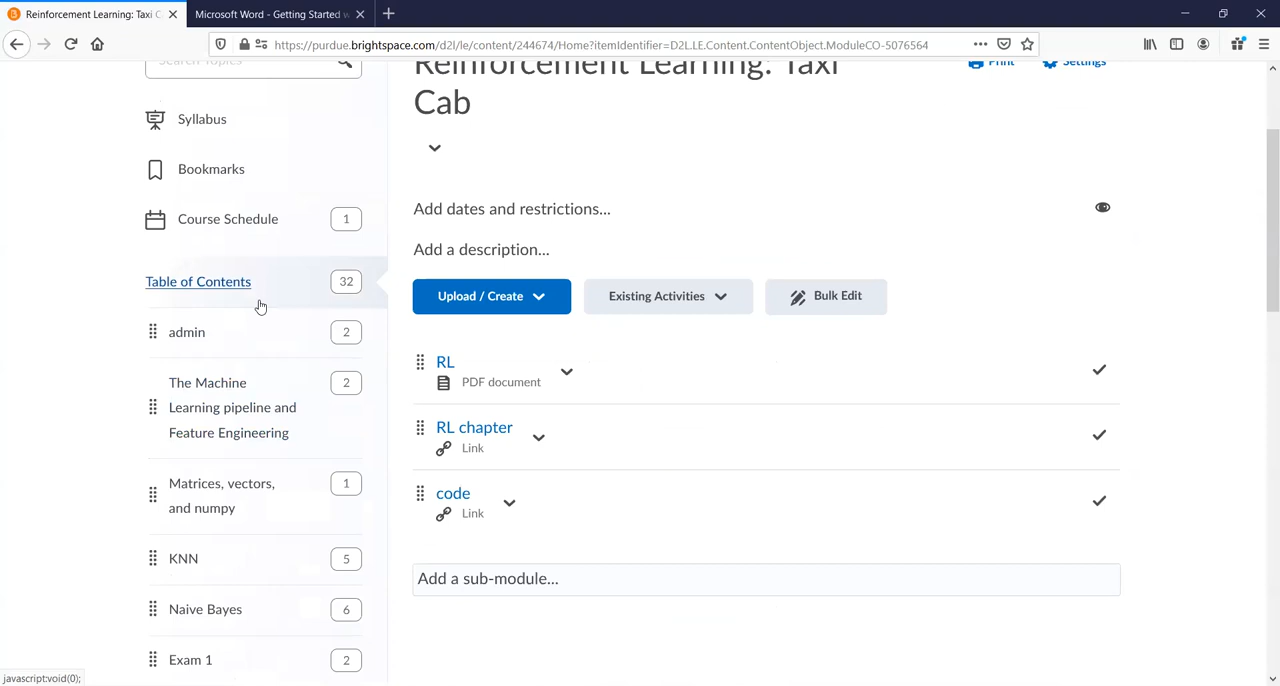 Reinforcement Learning: Taxi C
Microsoft Word - Getting Started w
https://purdue.brightspace.com/d2l/le/content/244674/Home?itemIdentifier=D2L.LE.Content.ContentObject.ModuleCO-5076564
Search Topics
Syllabus
Bookmarks
Course Schedule 1
Table of Contents 32
admin 2
The Machine 2
Learning pipeline and
Feature Engineering
Matrices, vectors, 1
and numpy
KNN 5
Naive Bayes 6
Exam 1 2
Reinforcement Learning: Taxi
Cab
Print
Settings
Add dates and restrictions...
Add a description...
Upload / Create
Existing Activities
Bulk Edit
RL
PDF document
RL chapter
Link
code
Link
Add a sub-module...
javascript:void(0);